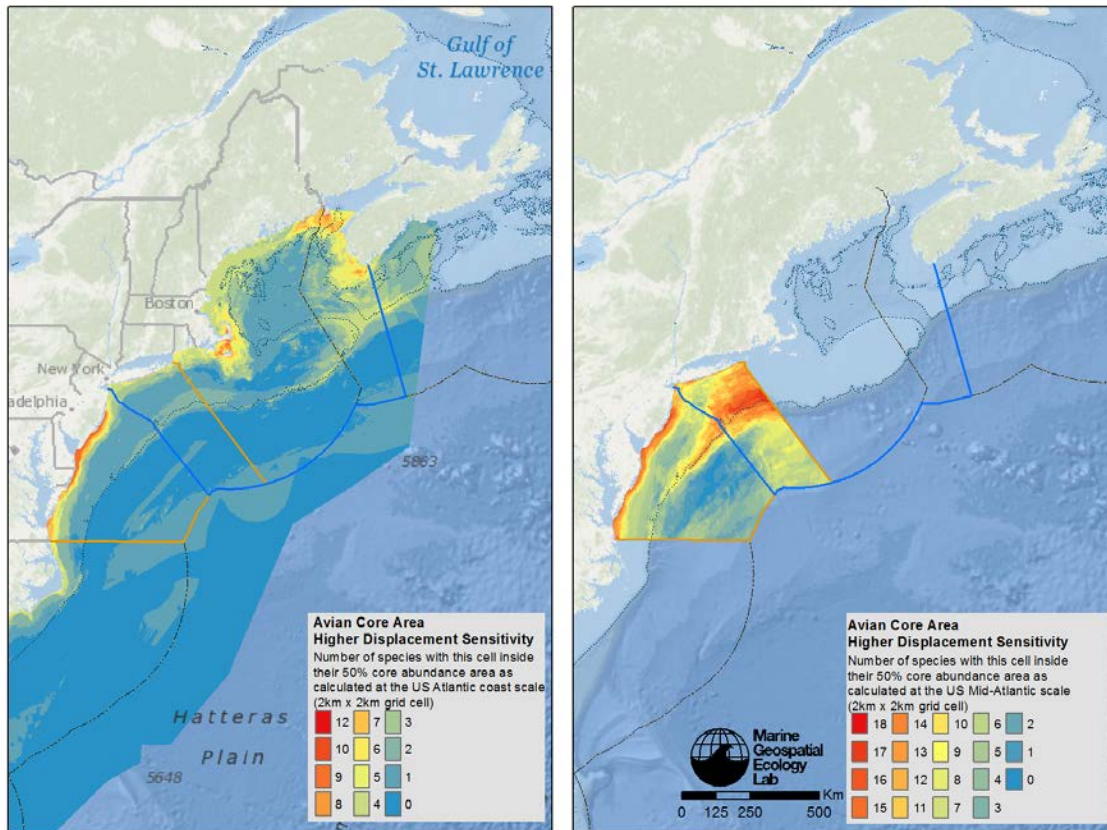 Gulf of
St. Lawrence
Boston
New York
adelphia
5863
Hatteras
Plain
5648
Avian Core Area
Higher Displacement Sensitivity
Number of species with this cell inside
their 50% core abundance area as
calculated at the US Atlantic coast scale
(2km x 2km grid cell)
12 7 3
10 6 2
9 5 1
8 4 0
Avian Core Area
Higher Displacement Sensitivity
Number of species with this cell inside
their 50% core abundance area as
calculated at the US Mid-Atlantic scale
(2km x 2km grid cell)
18 14 10 6 2
17 13 9 5 1
16 12 8 4 0
15 11 7 3
Marine
Geospatial
Ecology
Lab
Km
0 125 250 500